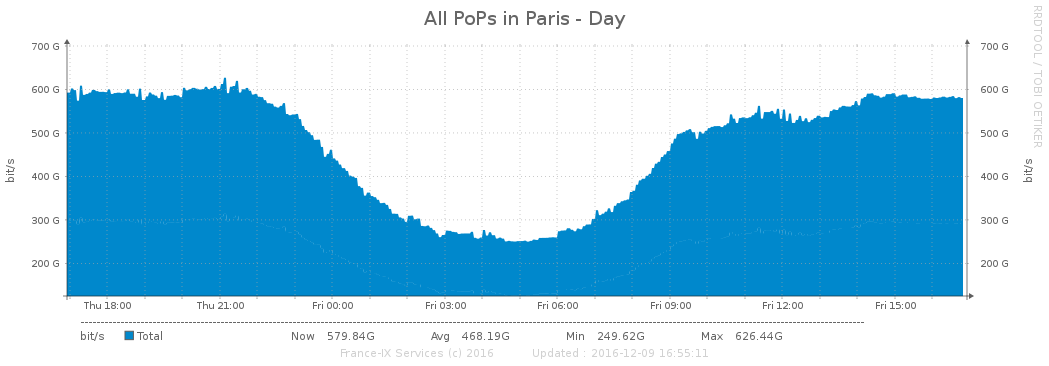 All PoPs in Paris - Day
RRDTOOL / TOBI OETIKER
700 G 700 G
600 G 600 G
500 G 500 G
400 G 400 G
300 G 300 G
200 G 200 G
bit/s
bit/s
Thu 18:00 Thu 21:00 Fri 00:00 Fri 03:00 Fri 06:00 Fri 09:00 Fri 12:00 Fri 15:00
bit/s Total Now 579.84G Avg 468.19G Min 249.62G Max 626.44G
France-IX Services (c) 2016 Updated : 2016-12-09 16:55:11